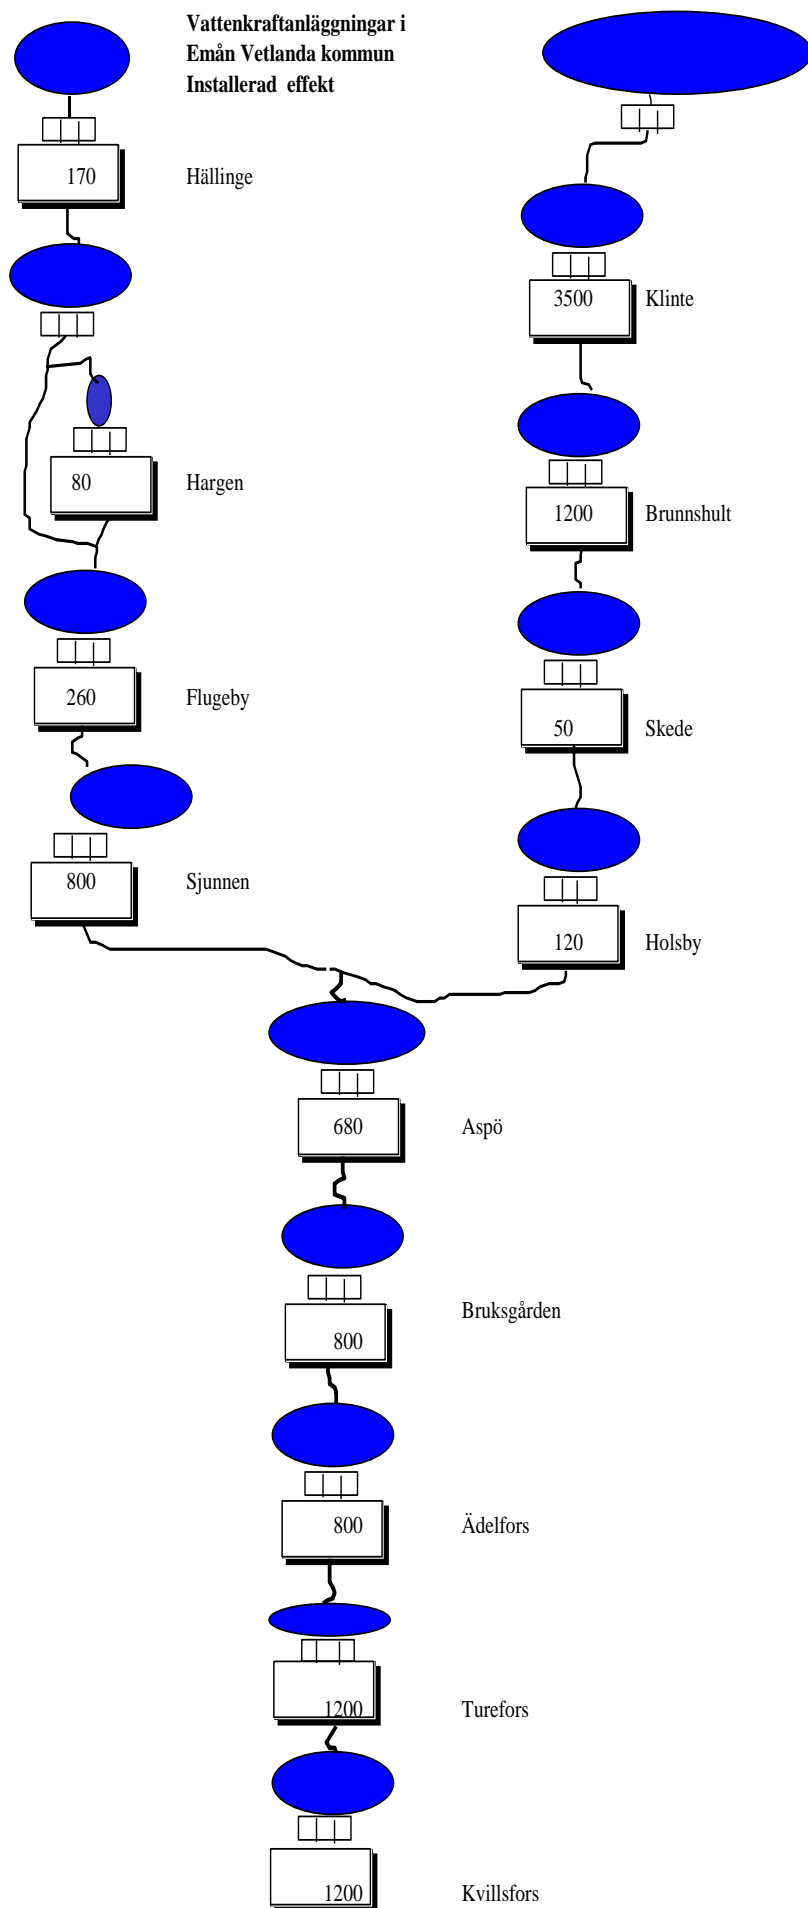 Vattenkraftanläggningar i
Emån Vetlanda kommun
Installerad effekt
170 Hällinge
3500 Klinte
80 Hargen
1200 Brunnshult
260 Flugeby
50 Skede
800 Sjunnen
120 Holsby
680 Aspö
800 Bruksgården
800 Ädelfors
1200 Turefors
1200 Kvillsfors